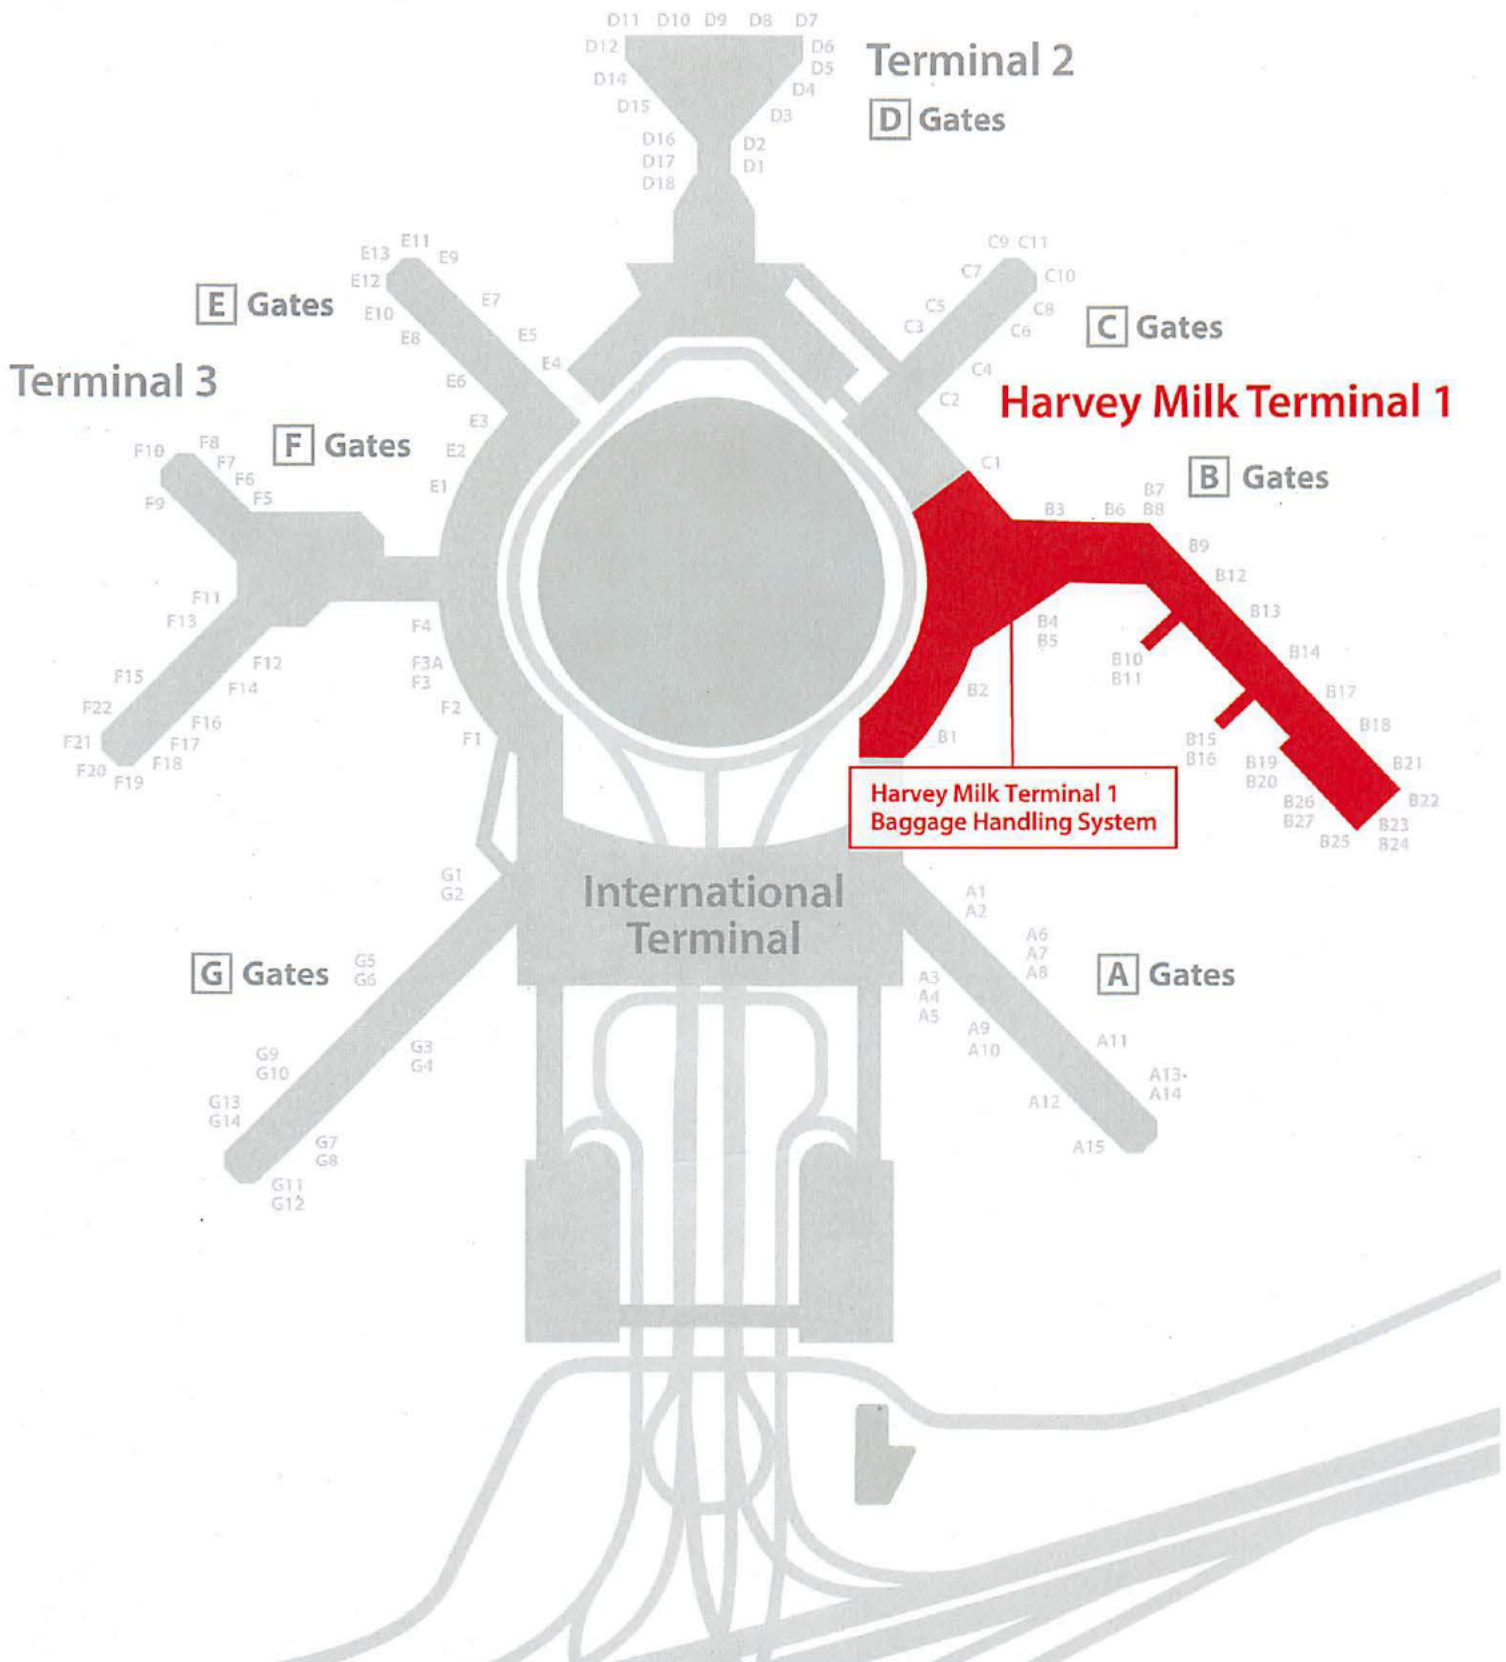 D11 D10 D9 D8 D7
D12
D6
D5
D14
D4
D15
D3
D16
D2
D17
D1
D18
Terminal 2
D Gates
E11
E13
E9
E12
E7
E10
E5
E8
E4
E6
E3
E2
E1
E Gates
Terminal 3
F Gates
F10
F8
F7
F6
F9
F5
F11
F13
F4
F12
F3A
F3
F15
F14
F2
F22
F16
F1
F21
F17
F20
F18
F19
C9 C11
C7
C10
C5
C8
C3
C6
C4
C2
C1
C Gates
Harvey Milk Terminal 1
B Gates
B7
B3
B6
B8
B9
B12
B13
B4
B5
B14
B10
B11
B2
B17
B1
B18
B15
B16
B19
B20
B21
B26
B27
B22
B25
B23
B24
Harvey Milk Terminal 1
Baggage Handling System
International
Terminal
G1
G2
G Gates
G5
G6
G3
G4
G9
G10
G13
G14
G7
G8
G11
G12
A1
A2
A6
A7
A8
A Gates
A3
A4
A5
A9
A10
A11
A13
A14
A12
A15